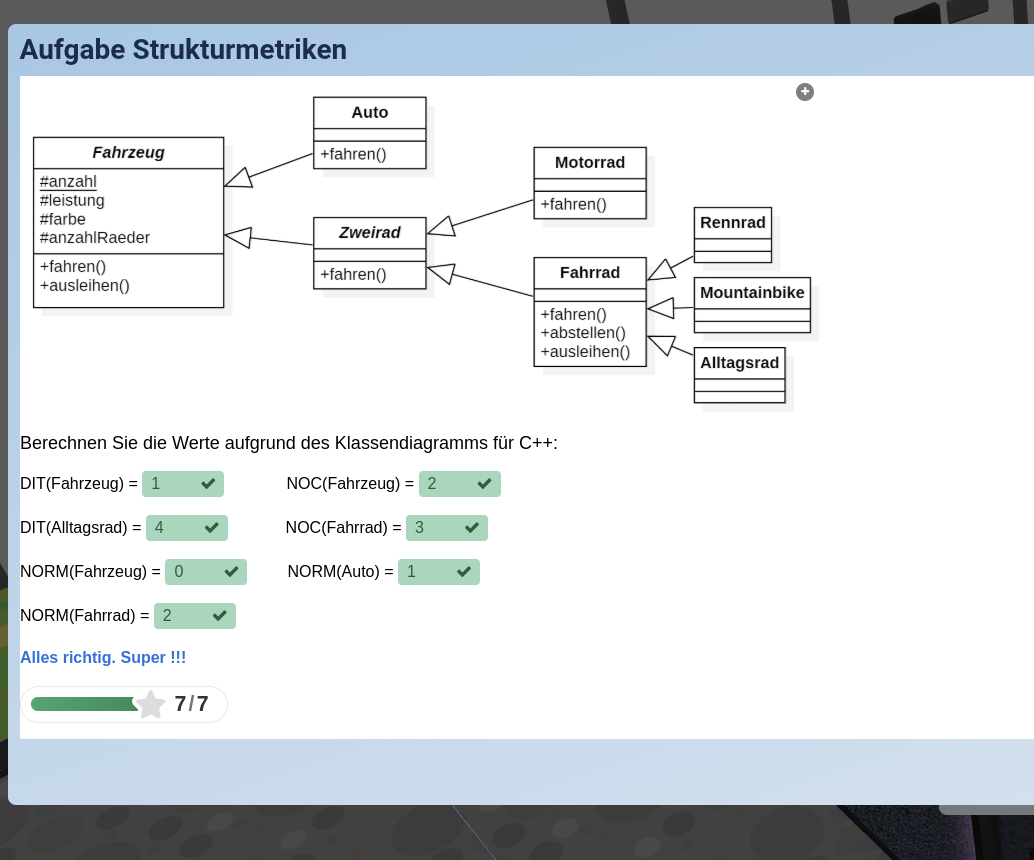 Aufgabe Strukturmetriken
Fahrzeug
#anzahl
#leistung
#farbe
#anzahlRaeder
+fahren()
+ausleihen()
Auto
+fahren()
Zweirad
+fahren()
Motorrad
+fahren()
Fahrrad
+fahren()
+abstellen()
+ausleihen()
Rennrad
Mountainbike
Alltagsrad
Berechnen Sie die Werte aufgrund des Klassendiagramms für C++:
DIT(Fahrzeug) = 1 NOC(Fahrzeug) = 2
DIT(Alltagsrad) = 4 NOC(Fahrrad) = 3
NORM(Fahrzeug) = 0 NORM(Auto) = 1
NORM(Fahrrad) = 2
Alles richtig. Super !!!
7/7